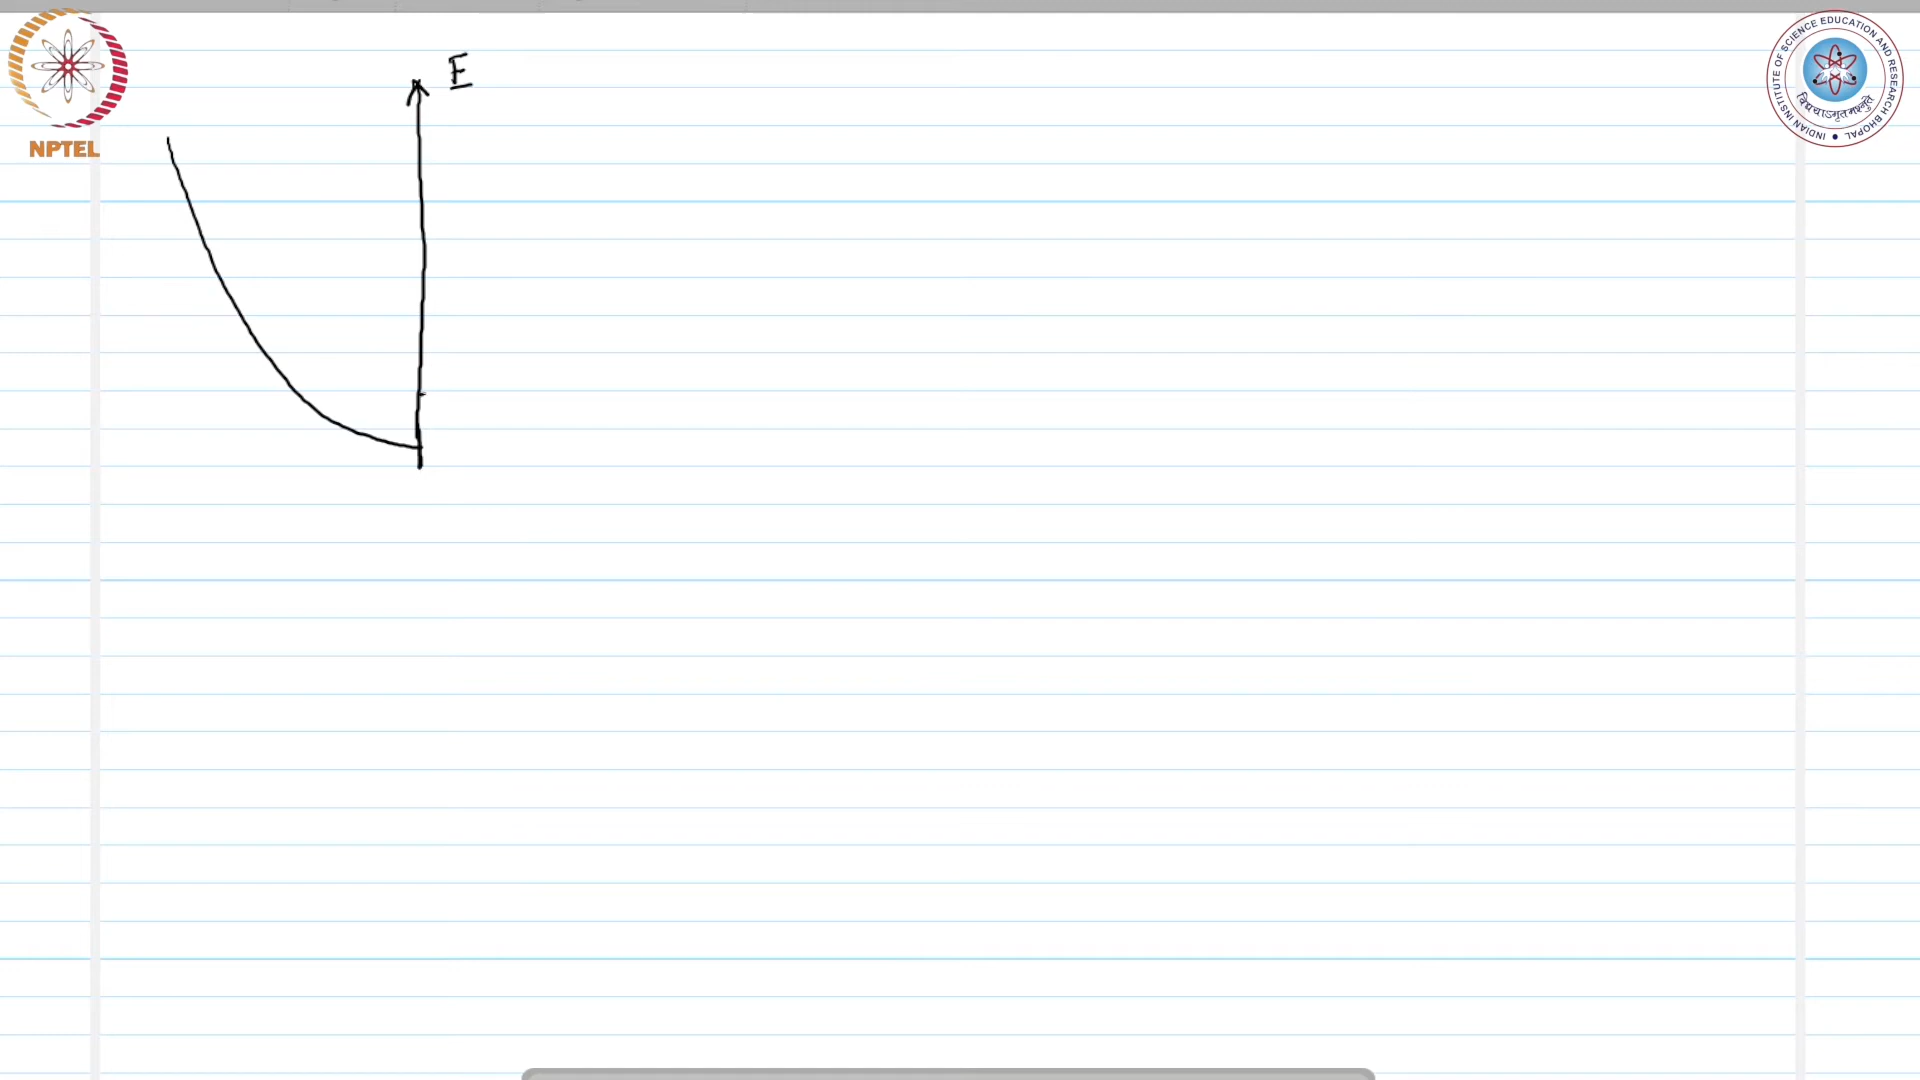 E
NPTEL
INDIAN INSTITUTE OF SCIENCE EDUCATION AND RESEARCH BHOPAL